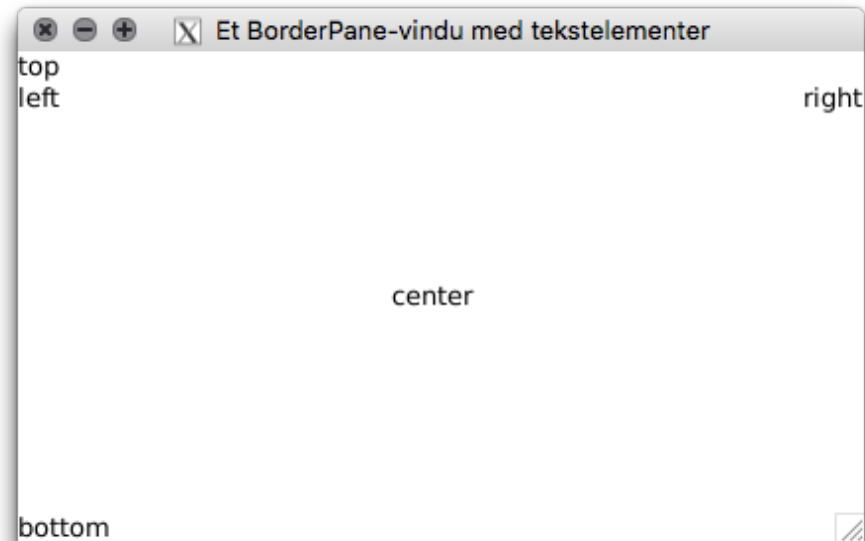 Et BorderPane-vindu med tekstelementer
top
left right
center
bottom